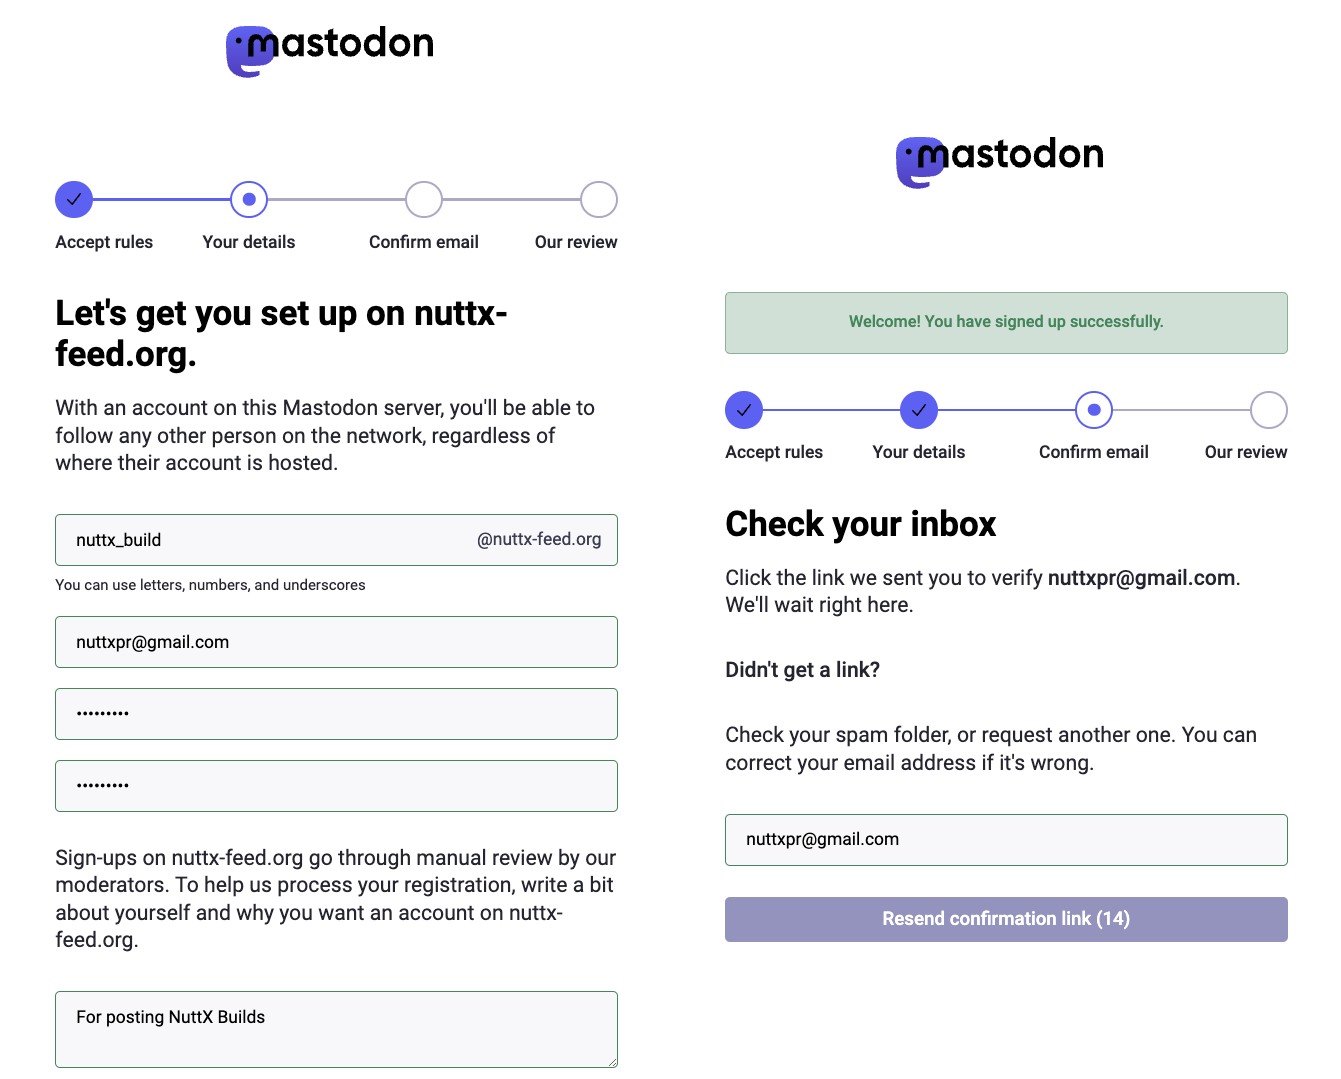 mastodon
Accept rules
Your details
Confirm email
Our review
Let's get you set up on nuttx-
feed.org.
With an account on this Mastodon server, you'll be able to
follow any other person on the network, regardless of
where their account is hosted.
nuttx_build @nuttx-feed.org
You can use letters, numbers, and underscores
nuttxpr@gmail.com
•••••••••
•••••••••
Sign-ups on nuttx-feed.org go through manual review by our
moderators. To help us process your registration, write a bit
about yourself and why you want an account on nuttx-
feed.org.
For posting NuttX Builds
mastodon
Welcome! You have signed up successfully.
Accept rules
Your details
Confirm email
Our review
Check your inbox
Click the link we sent you to verify nuttxpr@gmail.com.
We'll wait right here.
Didn't get a link?
Check your spam folder, or request another one. You can
correct your email address if it's wrong.
nuttxpr@gmail.com
Resend confirmation link (14)